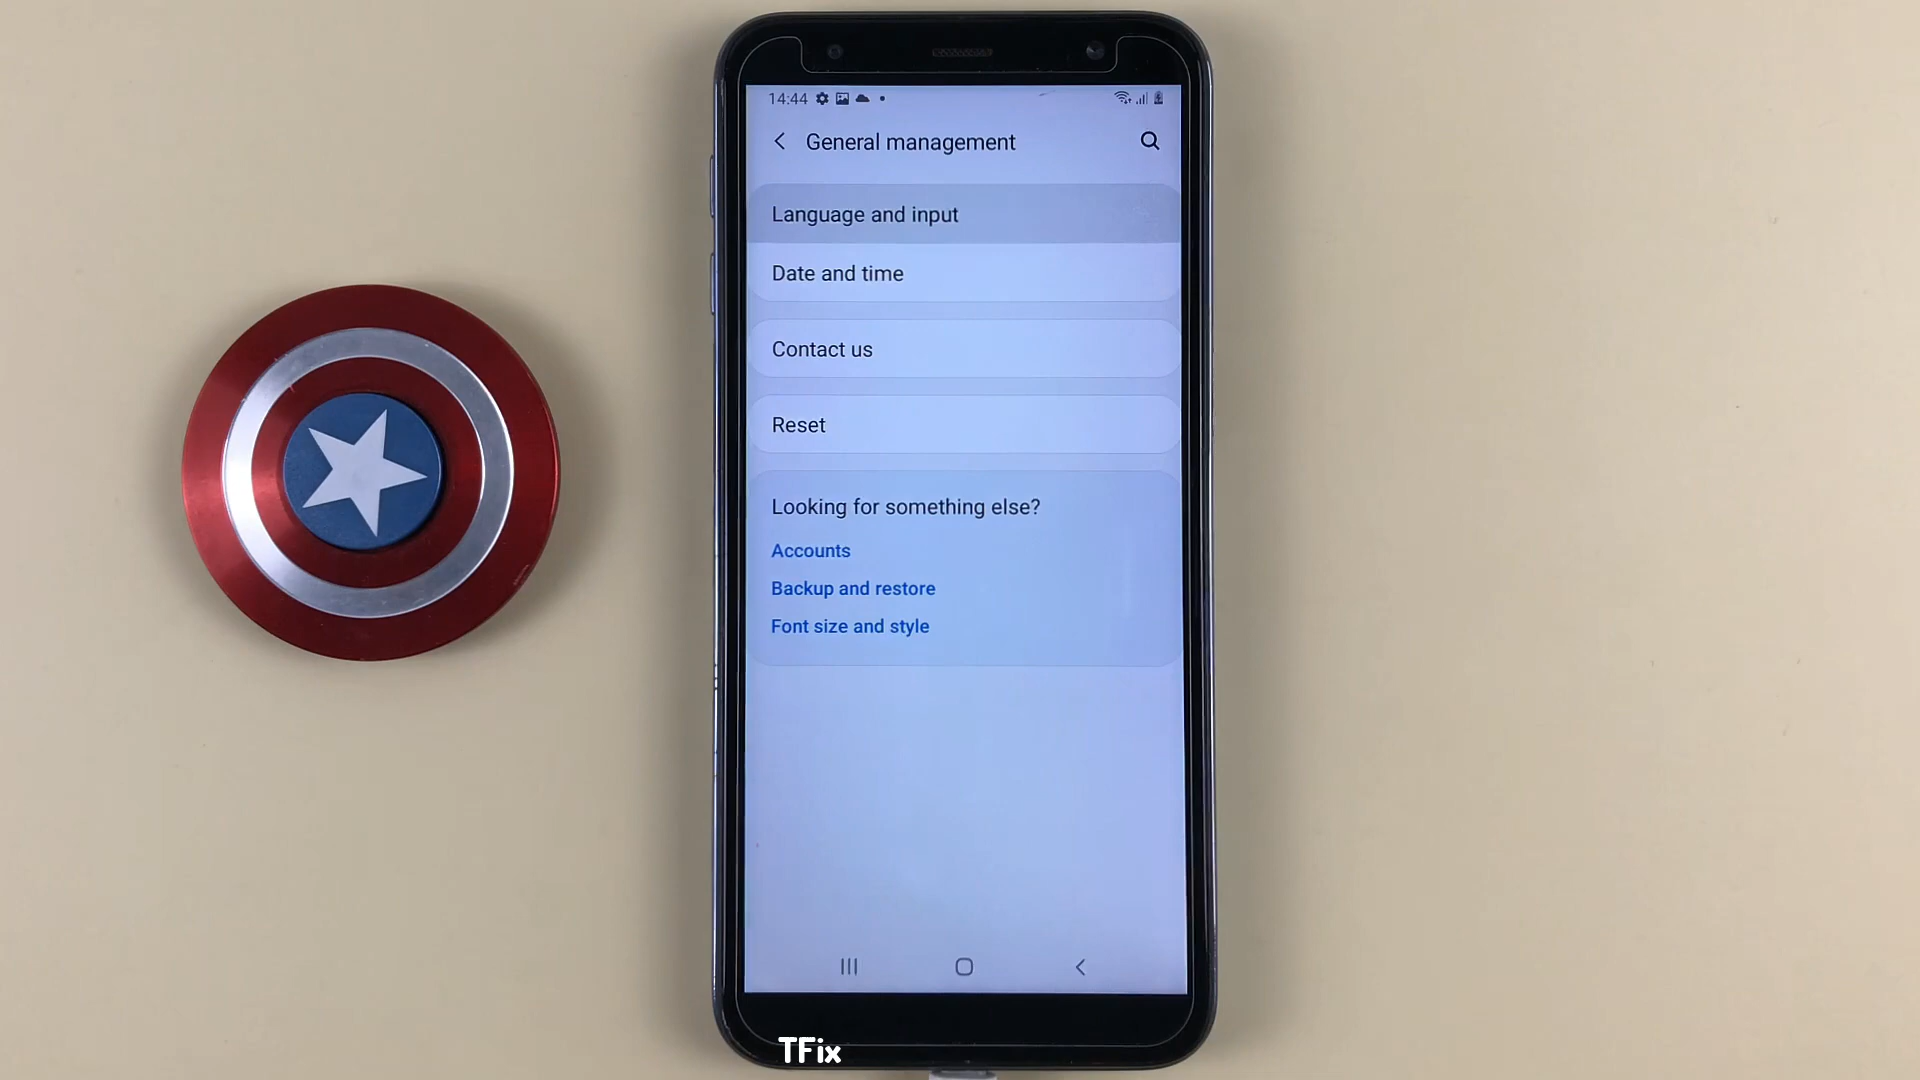 14:44
General management
Language and input
Date and time
Contact us
Reset
Looking for something else?
Accounts
Backup and restore
Font size and style
TFix